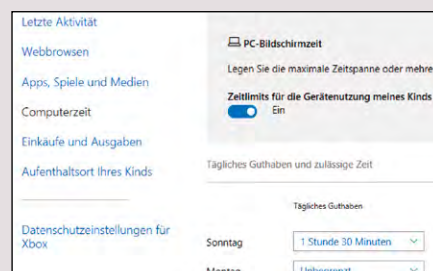 Letzte Aktivität
Webbrowsen
Apps, Spiele und Medien
Computerzeit
Einkäufe und Ausgaben
Aufenthaltsort Ihres Kinds
Datenschutzeinstellungen für
Xbox
PC-Bildschirmzeit
Legen Sie die maximale Zeitspanne oder mehre
Zeitlimits für die Gerätenutzung meines Kinds
Ein
Tägliches Guthaben und zulässige Zeit
Tägliches Guthaben
Sonntag
1 Stunde 30 Minuten